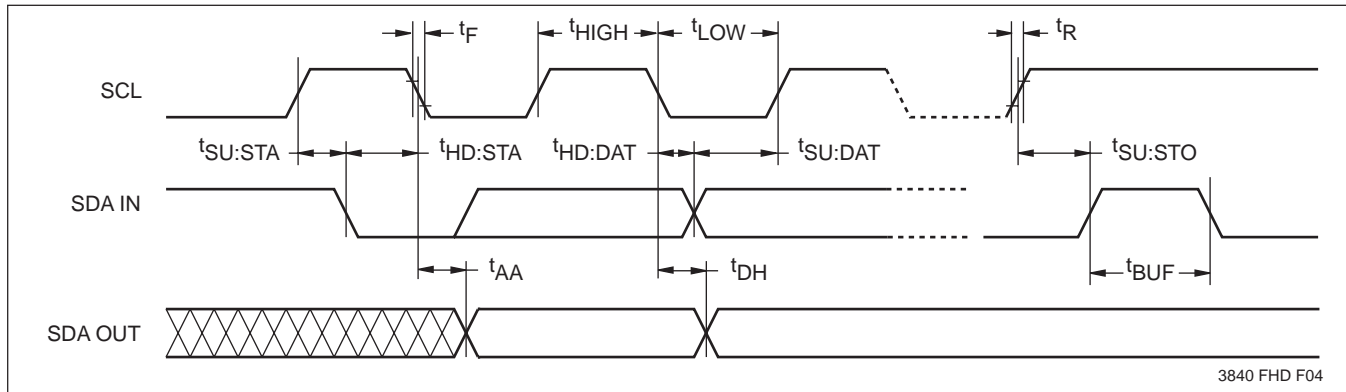 tF tHIGH tLOW tR
SCL
tSU:STA tHD:STA tHD:DAT tSU:DAT tSU:STO
SDA IN
tAA tDH tBUF
SDA OUT
3840 FHD F04